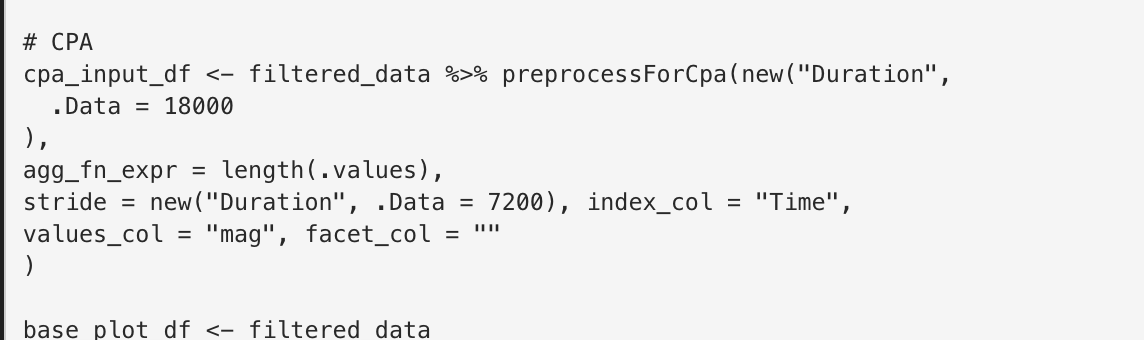 # CPA
cpa_input_df <- filtered_data %>% preprocessForCpa(new("Duration",
  .Data = 18000
),
agg_fn_expr = length(.values),
stride = new("Duration", .Data = 7200), index_col = "Time",
values_col = "mag", facet_col = ""
)
base_plot_df <- filtered_data